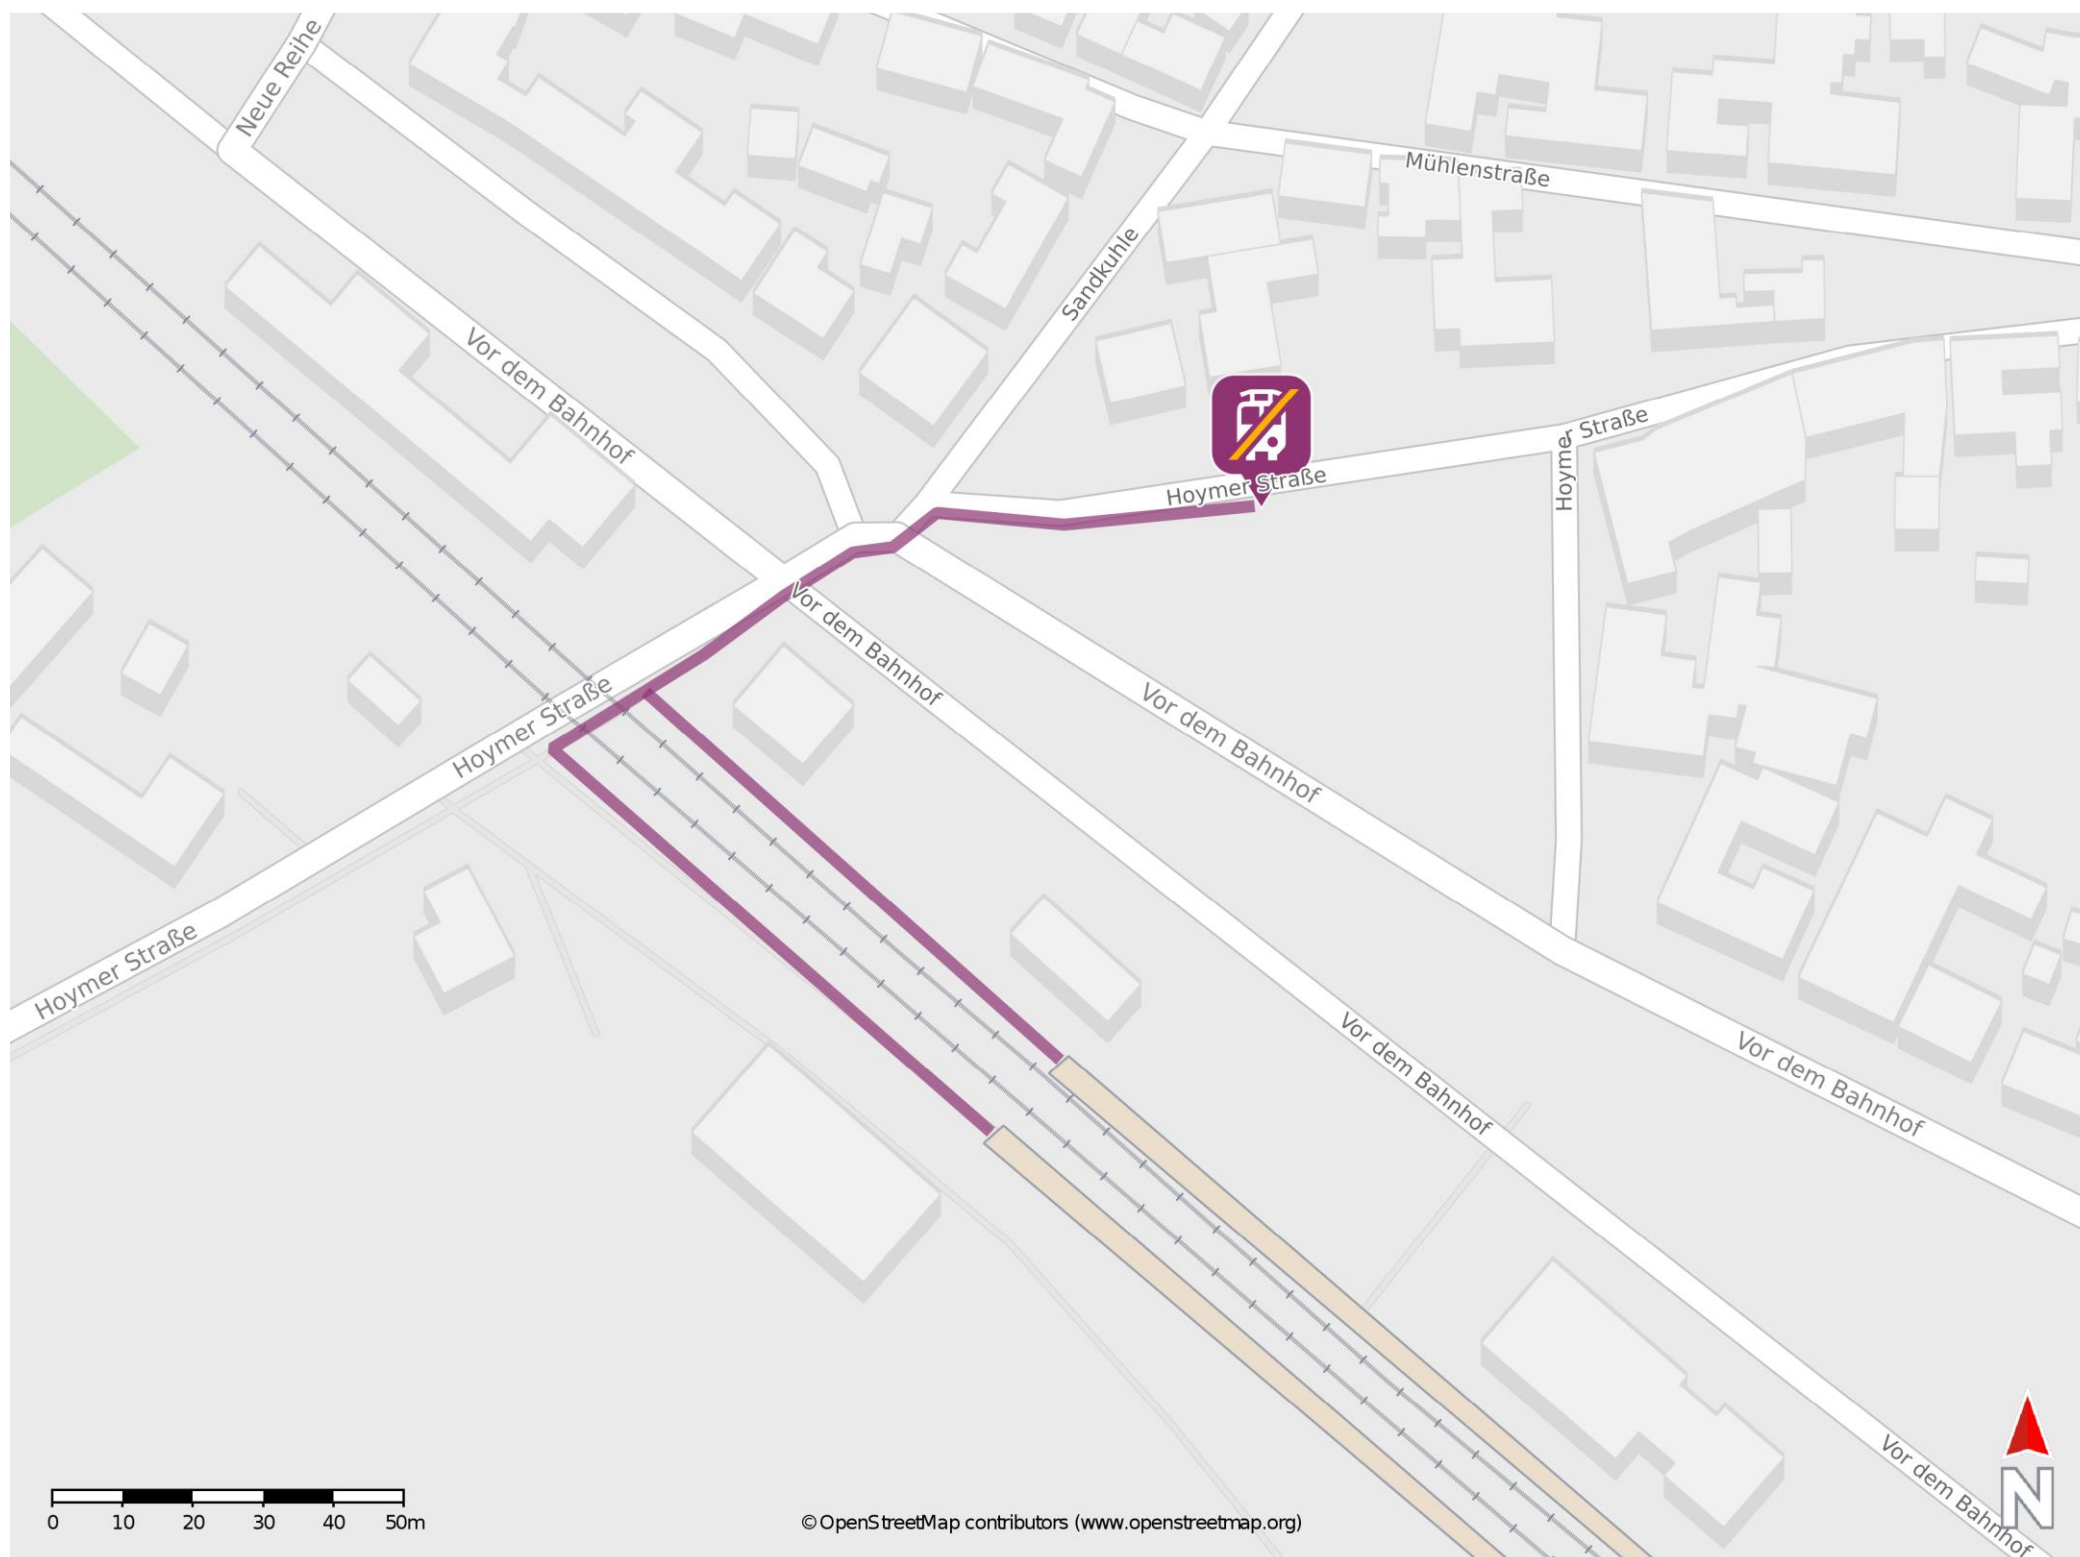 Neue Reihe
Mühlenstraße
Sandkuhle
Vor dem Bahnhof
Hoymer Straße
Hoymer Straße
Hoymer
Vor dem Bahnhof
Hoymer Straße
Vor dem Bahnhof
Hoymer Straße
Vor dem Bahnhof
Vor dem Bahnhof
Vor dem Bahnhof
N
0 10 20 30 40 50m
© OpenStreetMap contributors (www.openstreetmap.org)